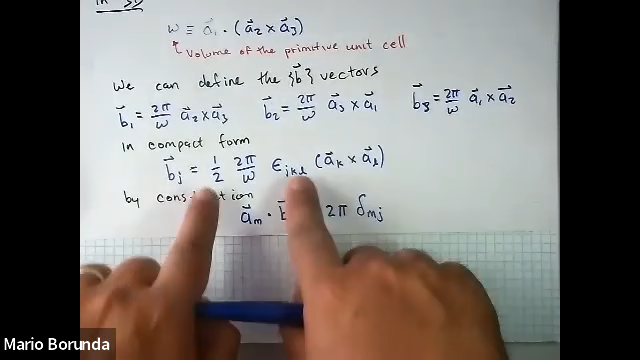 In 3D
w ≡ a⃗₁ · (a⃗₂ × a⃗₃)
Volume of the primitive unit cell
We can define the {b⃗} vectors
b⃗₁ = 2π/w a⃗₂ × a⃗₃ b⃗₂ = 2π/w a⃗₃ × a⃗₁ b⃗₃ = 2π/w a⃗₁ × a⃗₂
In compact form
b⃗ⱼ = 1/2 2π/w ϵⱼₖₗ (a⃗ₖ × a⃗ₗ)
by
a⃗ₘ · b 2π δₘⱼ
Mario Borunda